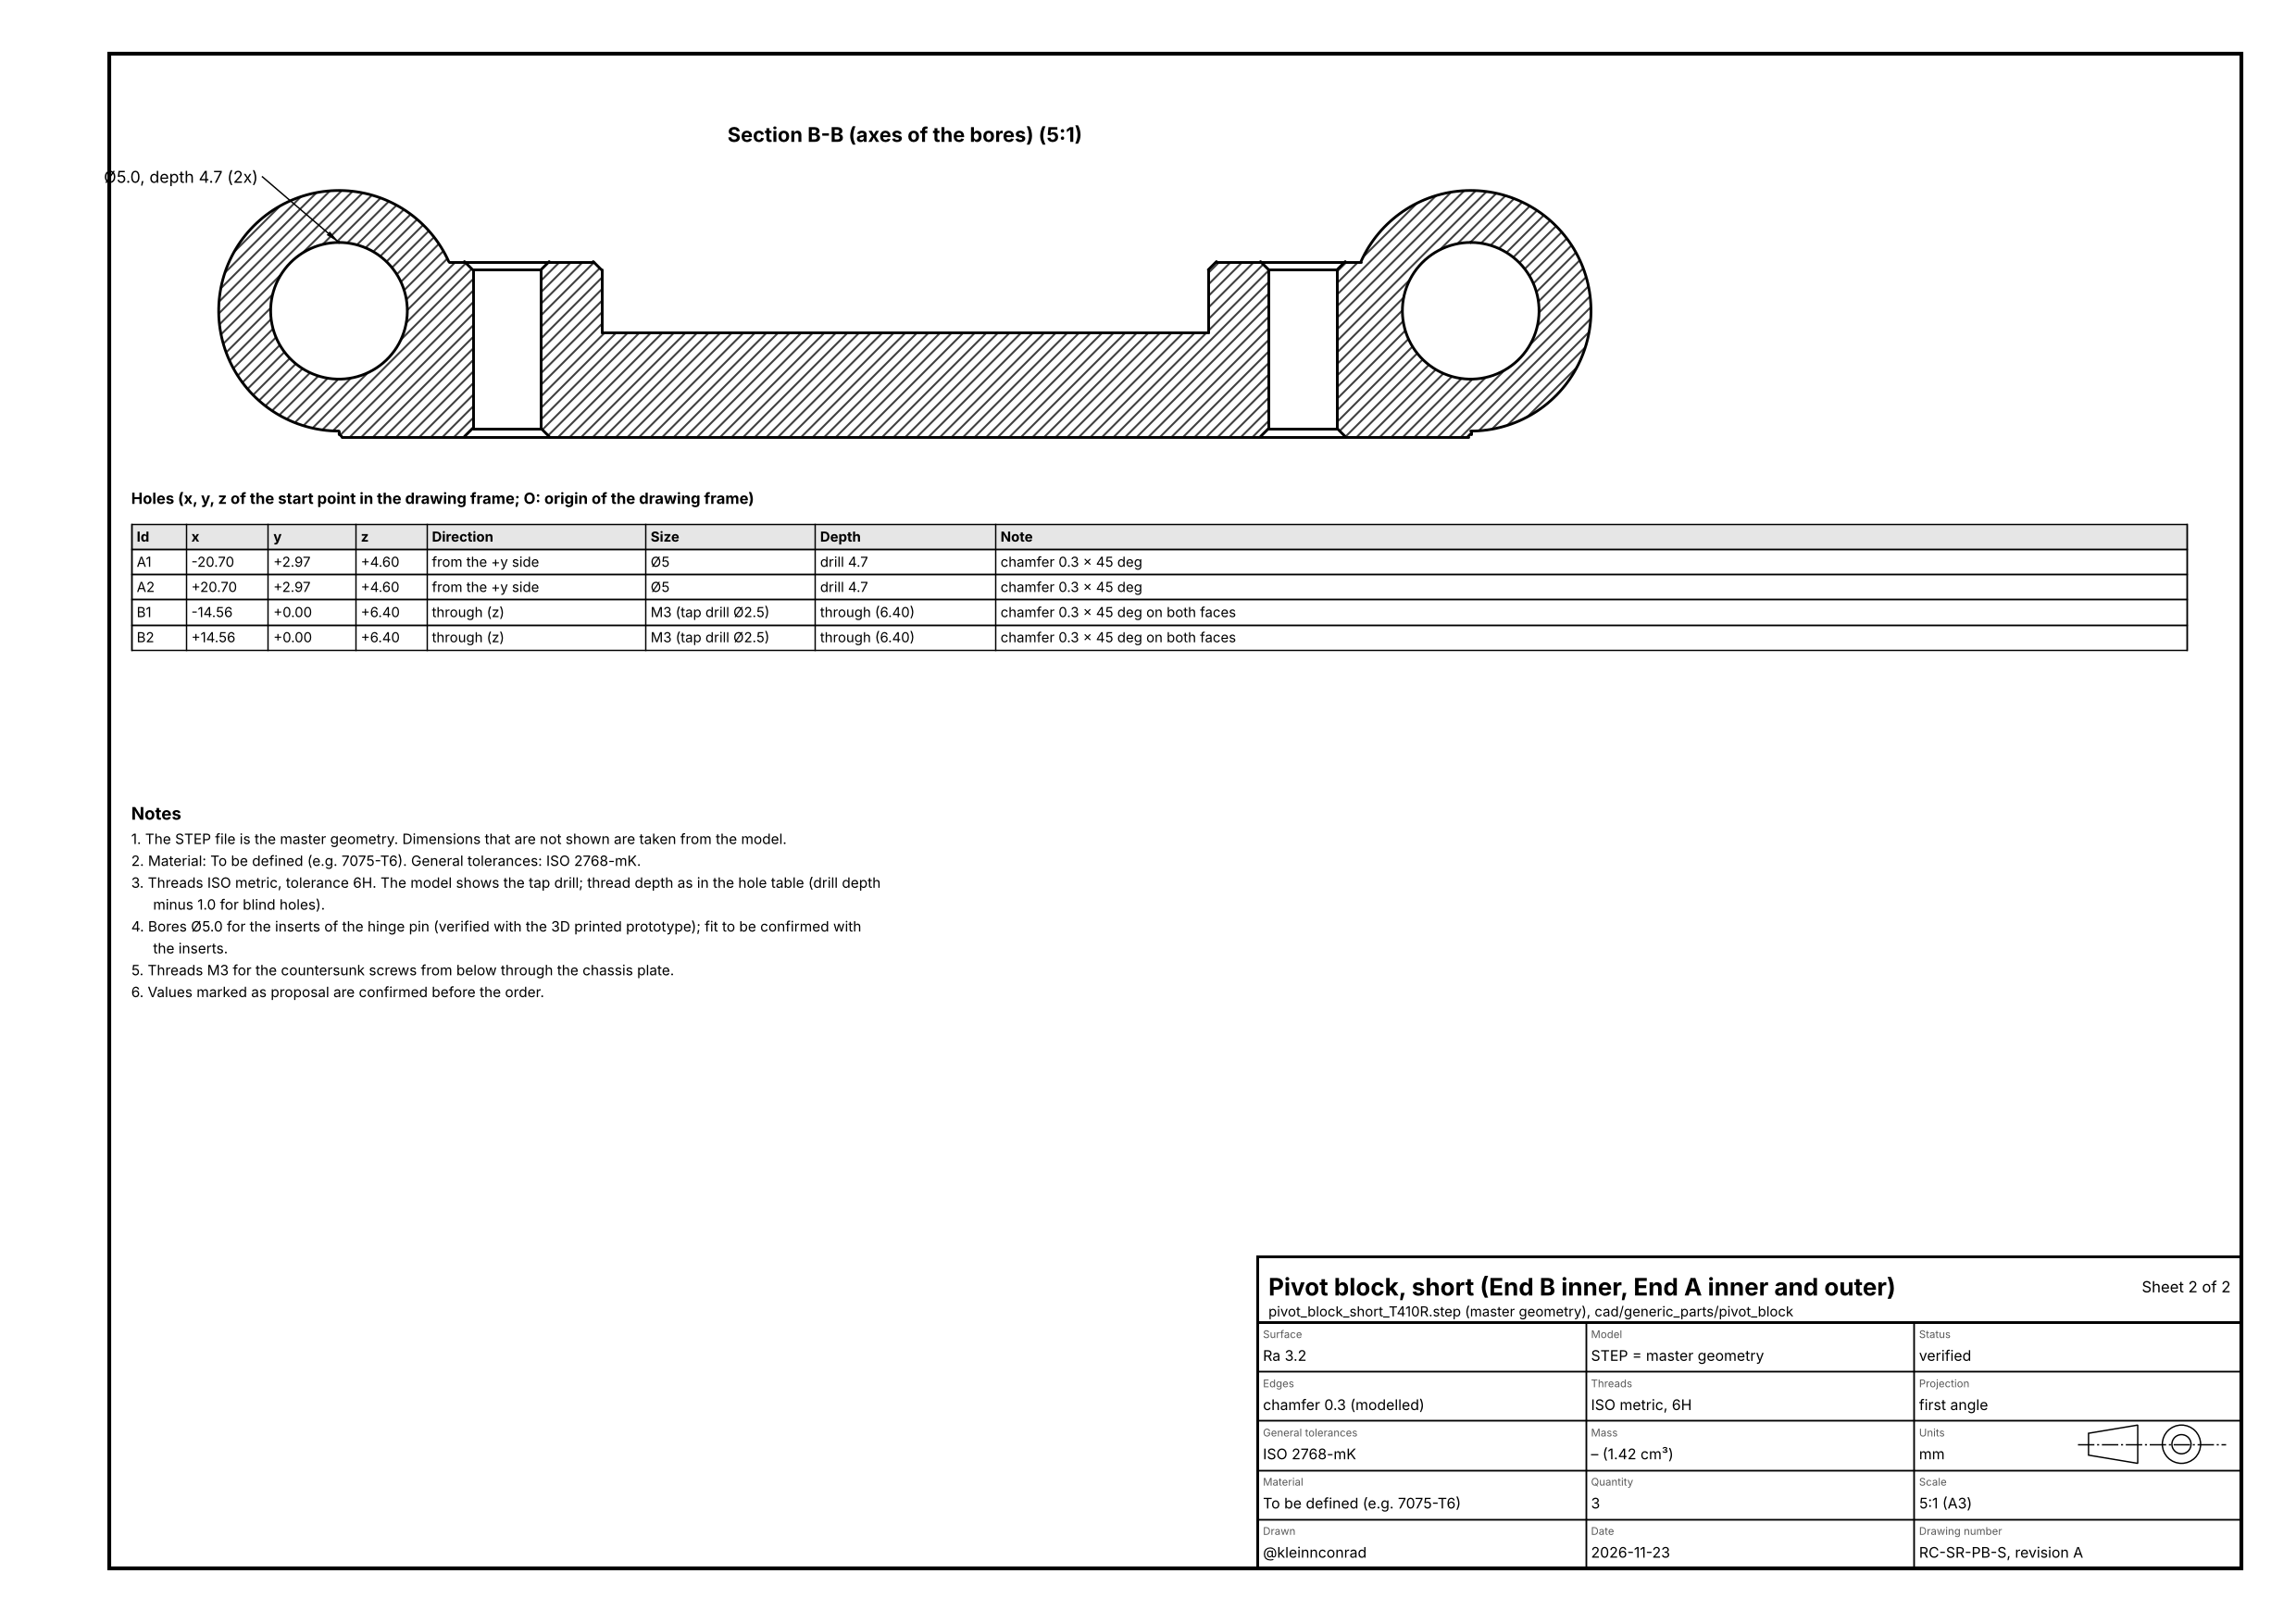 Section B-B (axes of the bores) (5:1)
Ø5.0, depth 4.7 (2x)
Holes (x, y, z of the start point in the drawing frame; O: origin of the drawing frame)
Id x y z Direction Size Depth Note
A1 -20.70 +2.97 +4.60 from the +y side Ø5 drill 4.7 chamfer 0.3 × 45 deg
A2 +20.70 +2.97 +4.60 from the +y side Ø5 drill 4.7 chamfer 0.3 × 45 deg
B1 -14.56 +0.00 +6.40 through (z) M3 (tap drill Ø2.5) through (6.40) chamfer 0.3 × 45 deg on both faces
B2 +14.56 +0.00 +6.40 through (z) M3 (tap drill Ø2.5) through (6.40) chamfer 0.3 × 45 deg on both faces
Notes
1. The STEP file is the master geometry. Dimensions that are not shown are taken from the model.
2. Material: To be defined (e.g. 7075-T6). General tolerances: ISO 2768-mK.
3. Threads ISO metric, tolerance 6H. The model shows the tap drill; thread depth as in the hole table (drill depth
minus 1.0 for blind holes).
4. Bores Ø5.0 for the inserts of the hinge pin (verified with the 3D printed prototype); fit to be confirmed with
the inserts.
5. Threads M3 for the countersunk screws from below through the chassis plate.
6. Values marked as proposal are confirmed before the order.
Pivot block, short (End B inner, End A inner and outer) Sheet 2 of 2
pivot_block_short_T410R.step (master geometry), cad/generic_parts/pivot_block
Surface Model Status
Ra 3.2 STEP = master geometry verified
Edges Threads Projection
chamfer 0.3 (modelled) ISO metric, 6H first angle
General tolerances Mass Units
ISO 2768-mK – (1.42 cm³) mm
Material Quantity Scale
To be defined (e.g. 7075-T6) 3 5:1 (A3)
Drawn Date Drawing number
@kleinnconrad 2026-11-23 RC-SR-PB-S, revision A